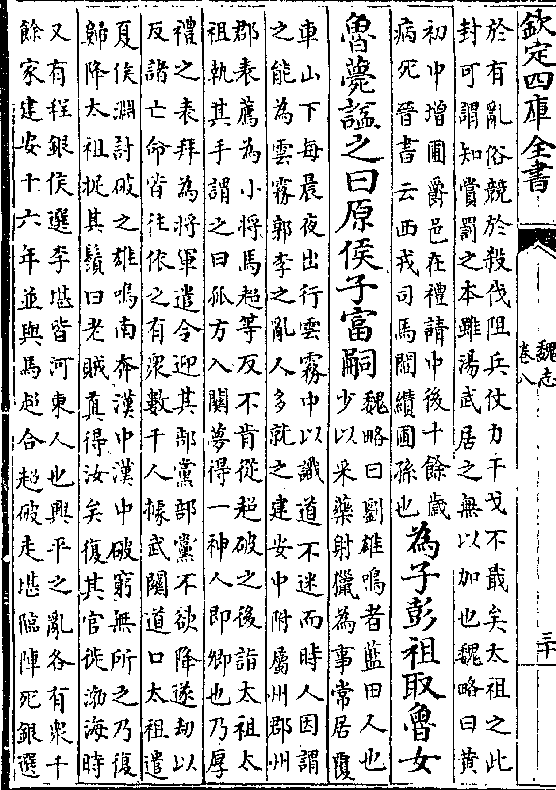 欽定四庫全書
魏志
卷八
三十
於有亂俗競於殺伐阻兵仗力干戈不戢矣太祖之此
封可謂知賞罰之本雖湯武居之無以加也魏略曰黄
初中增圃爵邑在禮請中後十餘歲
病死晉書云西戎司馬閻纘圃孫也
為子彭祖取魯女
魯薨諡之曰原侯子富嗣
魏略曰劉雄鳴者藍田人也
少以采藥射獵為事常居覆
車山下每晨夜出行雲霧中以識道不迷而時人因謂
之能為雲霧郭李之亂人多就之建安中附屬州郡州
郡表薦為小將馬超等反不肯從超破之後詣太祖太
祖執其手謂之曰孤方入關夢得一神人即卿也乃厚
禮之表拜為將軍遣令迎其部黨部黨不欲降遂劫以
反諸亡命皆往依之有衆數千人據武關道口太祖遣
夏侯淵討破之雄鳴南奔漢中漢中破窮無所之乃復
歸降太祖捉其鬚曰老賊真得汝矣復其官徙渤海時
又有程銀侯選李堪皆河東人也興平之亂各有衆千
餘家建安十六年並與馬超合超破走堪臨陣死銀選